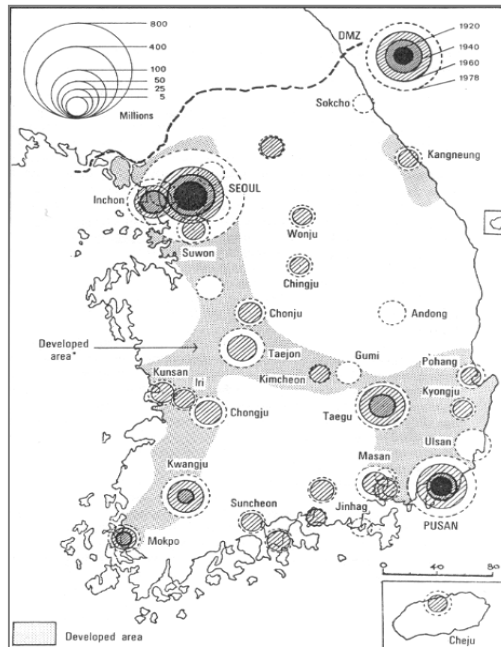 800
400
100
50
25
5
Millions
DMZ
1920
1940
1960
1978
Sokcho
Kangneung
SEOUL
Inchon
Suwon
Wonju
Chingju
Chonju
Andong
Developed
area*
Taejon
Gumi
Pohang
Kunsan
Iri
Kimcheon
Kyongju
Chongju
Taegu
Ulsan
Masan
Kwangju
Suncheon
Jinhag
PUSAN
Mokpo
0 40 80
Developed area
Cheju